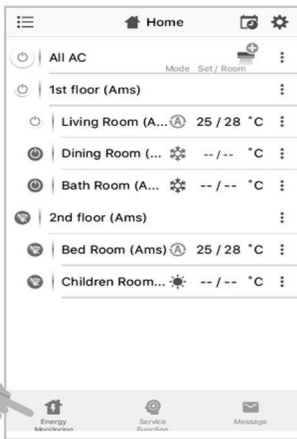 Home
All AC
Mode Set / Room
1st floor (Ams)
Living Room (A... A 25 / 28 °C
Dining Room (... -- / -- °C
Bath Room (A... -- / -- °C
2nd floor (Ams)
Bed Room (Ams) A 25 / 28 °C
Children Room... -- / -- °C
Energy Service Message
Monitoring Function